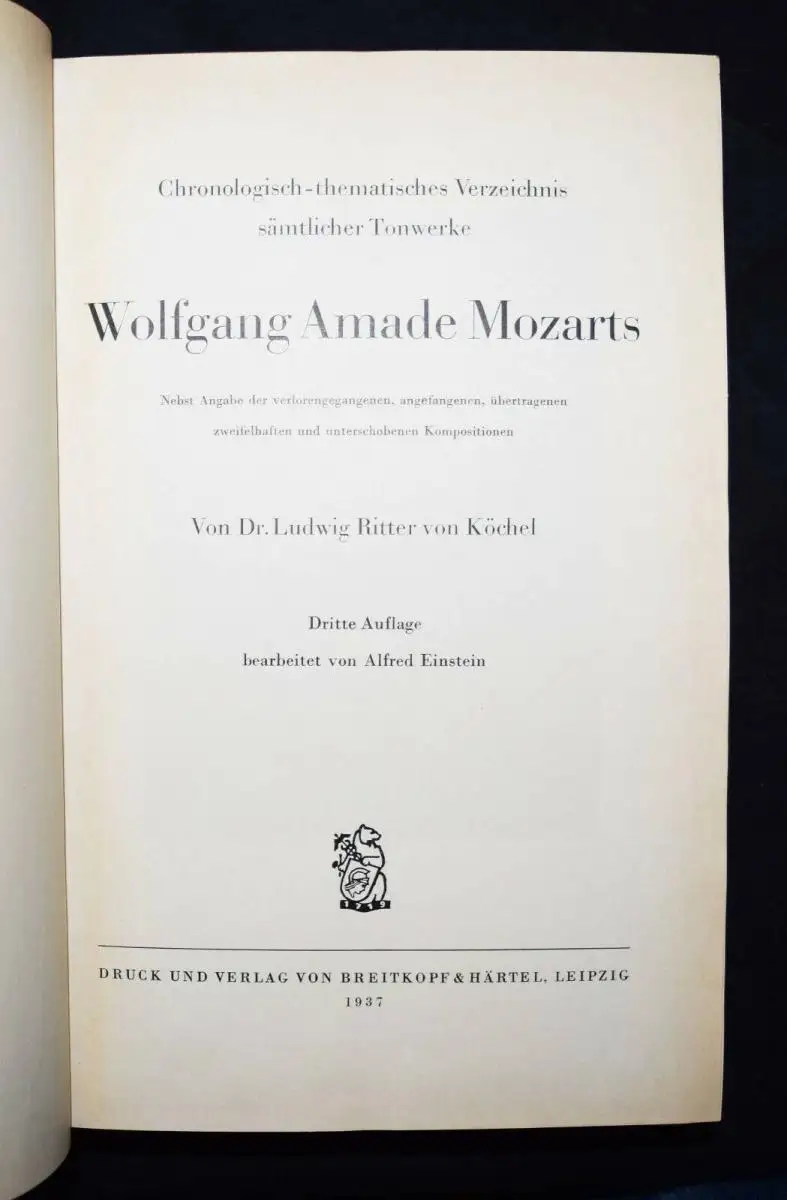 Chronologisch-thematisches Verzeichnis
sämtlicher Tonwerke
Wolfgang Amade Mozarts
Nebst Angabe der verlorengegangenen, angefangenen, übertragenen
zweifelhaften und unterschobenen Kompositionen
Von Dr. Ludwig Ritter von Köchel
Dritte Auflage
bearbeitet von Alfred Einstein
1719
DRUCK UND VERLAG VON BREITKOPF & HÄRTEL, LEIPZIG
1937